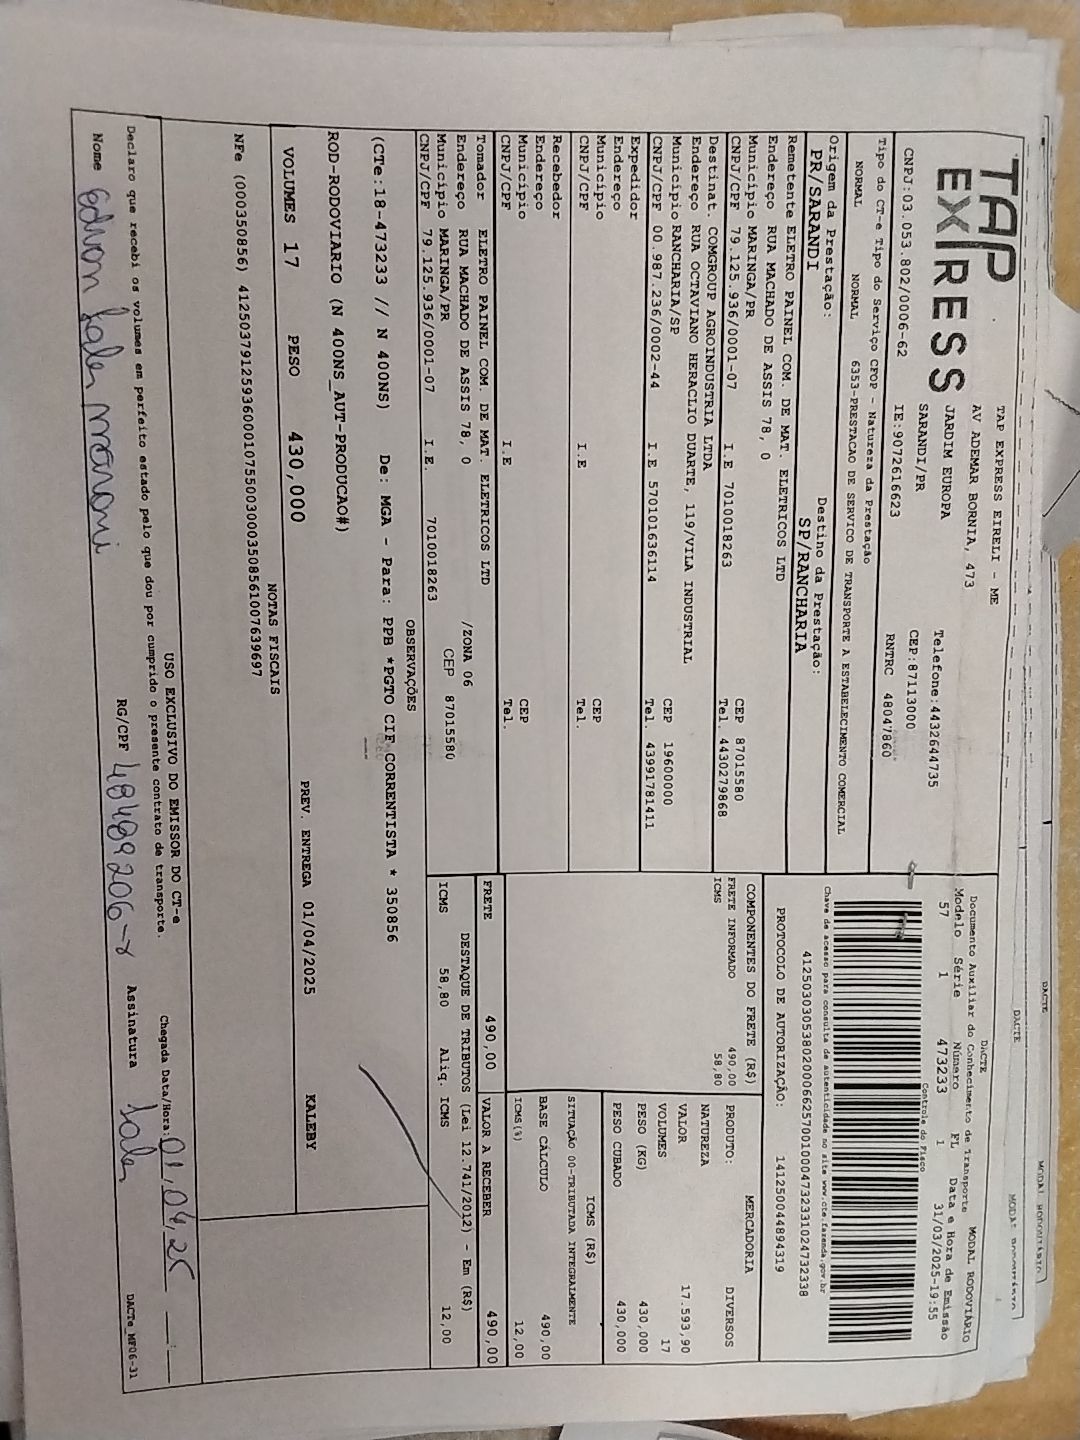 TAP EXPRESS
TAP EXPRESS EIRELI - ME
AV ADEMAR BORNIA, 473
JARDIM EUROPA
SARANDI/PR
Telefone:4432644735
CEP:87113000
CNPJ:03.053.802/0006-62 IE:9072616623 RNTRC 48047860
Tipo do CT-e Tipo do Serviço CFOP - Natureza da Prestação
NORMAL NORMAL 6353-PRESTACAO DE SERVICO DE TRANSPORTE A ESTABELECIMENTO COMERCIAL
Origem da Prestação: Destino da Prestação:
PR/SARANDI SP/RANCHARIA
Remetente ELETRO PAINEL COM. DE MAT. ELETRICOS LTD
Endereço RUA MACHADO DE ASSIS 78, 0
Município MARINGA/PR CEP 87015580
CNPJ/CPF 79.125.936/0001-07 I.E 7010018263 Tel. 4430279868
Destinat. COMGROUP AGROINDUSTRIA LTDA
Endereço RUA OCTAVIANO HERACLIO DUARTE, 119/VILA INDUSTRIAL
Município RANCHARIA/SP CEP 19600000
CNPJ/CPF 00.987.236/0002-44 I.E 570101636114 Tel. 43991781411
Expedidor
Endereço
Município CEP
CNPJ/CPF I.E Tel.
Recebedor
Endereço
Município CEP
CNPJ/CPF I.E Tel.
Tomador ELETRO PAINEL COM. DE MAT. ELETRICOS LTD
Endereço RUA MACHADO DE ASSIS 78, 0 /ZONA 06
Município MARINGA/PR CEP 87015580
CNPJ/CPF 79.125.936/0001-07 I.E. 7010018263
DACTE MODAL RODOVIÁRIO
Documento Auxiliar do Conhecimento de Transporte
Modelo Série Número FL Data e Hora de Emissão
57 1 473233 1 31/03/2025-19:55
Controle do Fisco
Chave de acesso para consulta de autenticidade no site www.cte.fazenda.gov.br
41250303053802000662570010004732331024732338
PROTOCOLO DE AUTORIZAÇÃO: 141250044894319
COMPONENTES DO FRETE (R$)
FRETE INFORMADO 490,00
ICMS 58,80
MERCADORIA
PRODUTO: DIVERSOS
NATUREZA
VALOR 17.593,90
VOLUMES 17
PESO (KG) 430,000
PESO CUBADO 430,000
ICMS (R$)
SITUAÇÃO 00-TRIBUTADA INTEGRALMENTE
BASE CÁLCULO 490,00
ICMS(%) 12,00
FRETE 490,00 VALOR A RECEBER 490,00
DESTAQUE DE TRIBUTOS (Lei 12.741/2012) - Em (R$)
ICMS 58,80 Aliq. ICMS 12,00
OBSERVAÇÕES
(CTe:18-473233 // N 400NS) De: MGA - Para: PPB *PGTO CIF CORRENTISTA * 350856
ROD-RODOVIARIO (N 400NS_AUT-PRODUCAO#)
VOLUMES 17 PESO 430,000 PREV. ENTREGA 01/04/2025 KALEBY
NOTAS FISCAIS
NFe (000350856) 41250379125936000107550030003508561007639697
USO EXCLUSIVO DO EMISSOR DO CT-e
Declaro que recebi os volumes em perfeito estado pelo que dou por cumprido o presente contrato de transporte.
Chegada Data/Hora: 01,04,25
Nome RG/CPF Assinatura
DACTe_MF06-31
DACTE
DACTE
MODAL RODOVIÁRIO